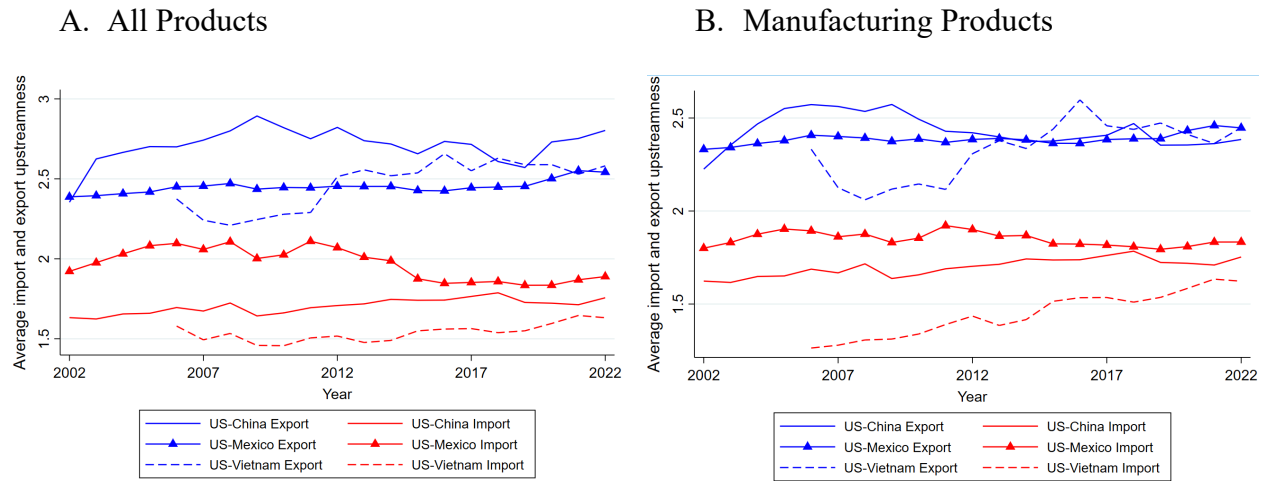 A. All Products
Average import and export upstreamness
3
2.5
2
1.5
2002 2007 2012 2017 2022
Year
US-China Export US-China Import
US-Mexico Export US-Mexico Import
US-Vietnam Export US-Vietnam Import
B. Manufacturing Products
Average import and export upstreamness
2.5
2
1.5
2002 2007 2012 2017 2022
Year
US-China Export US-China Import
US-Mexico Export US-Mexico Import
US-Vietnam Export US-Vietnam Import